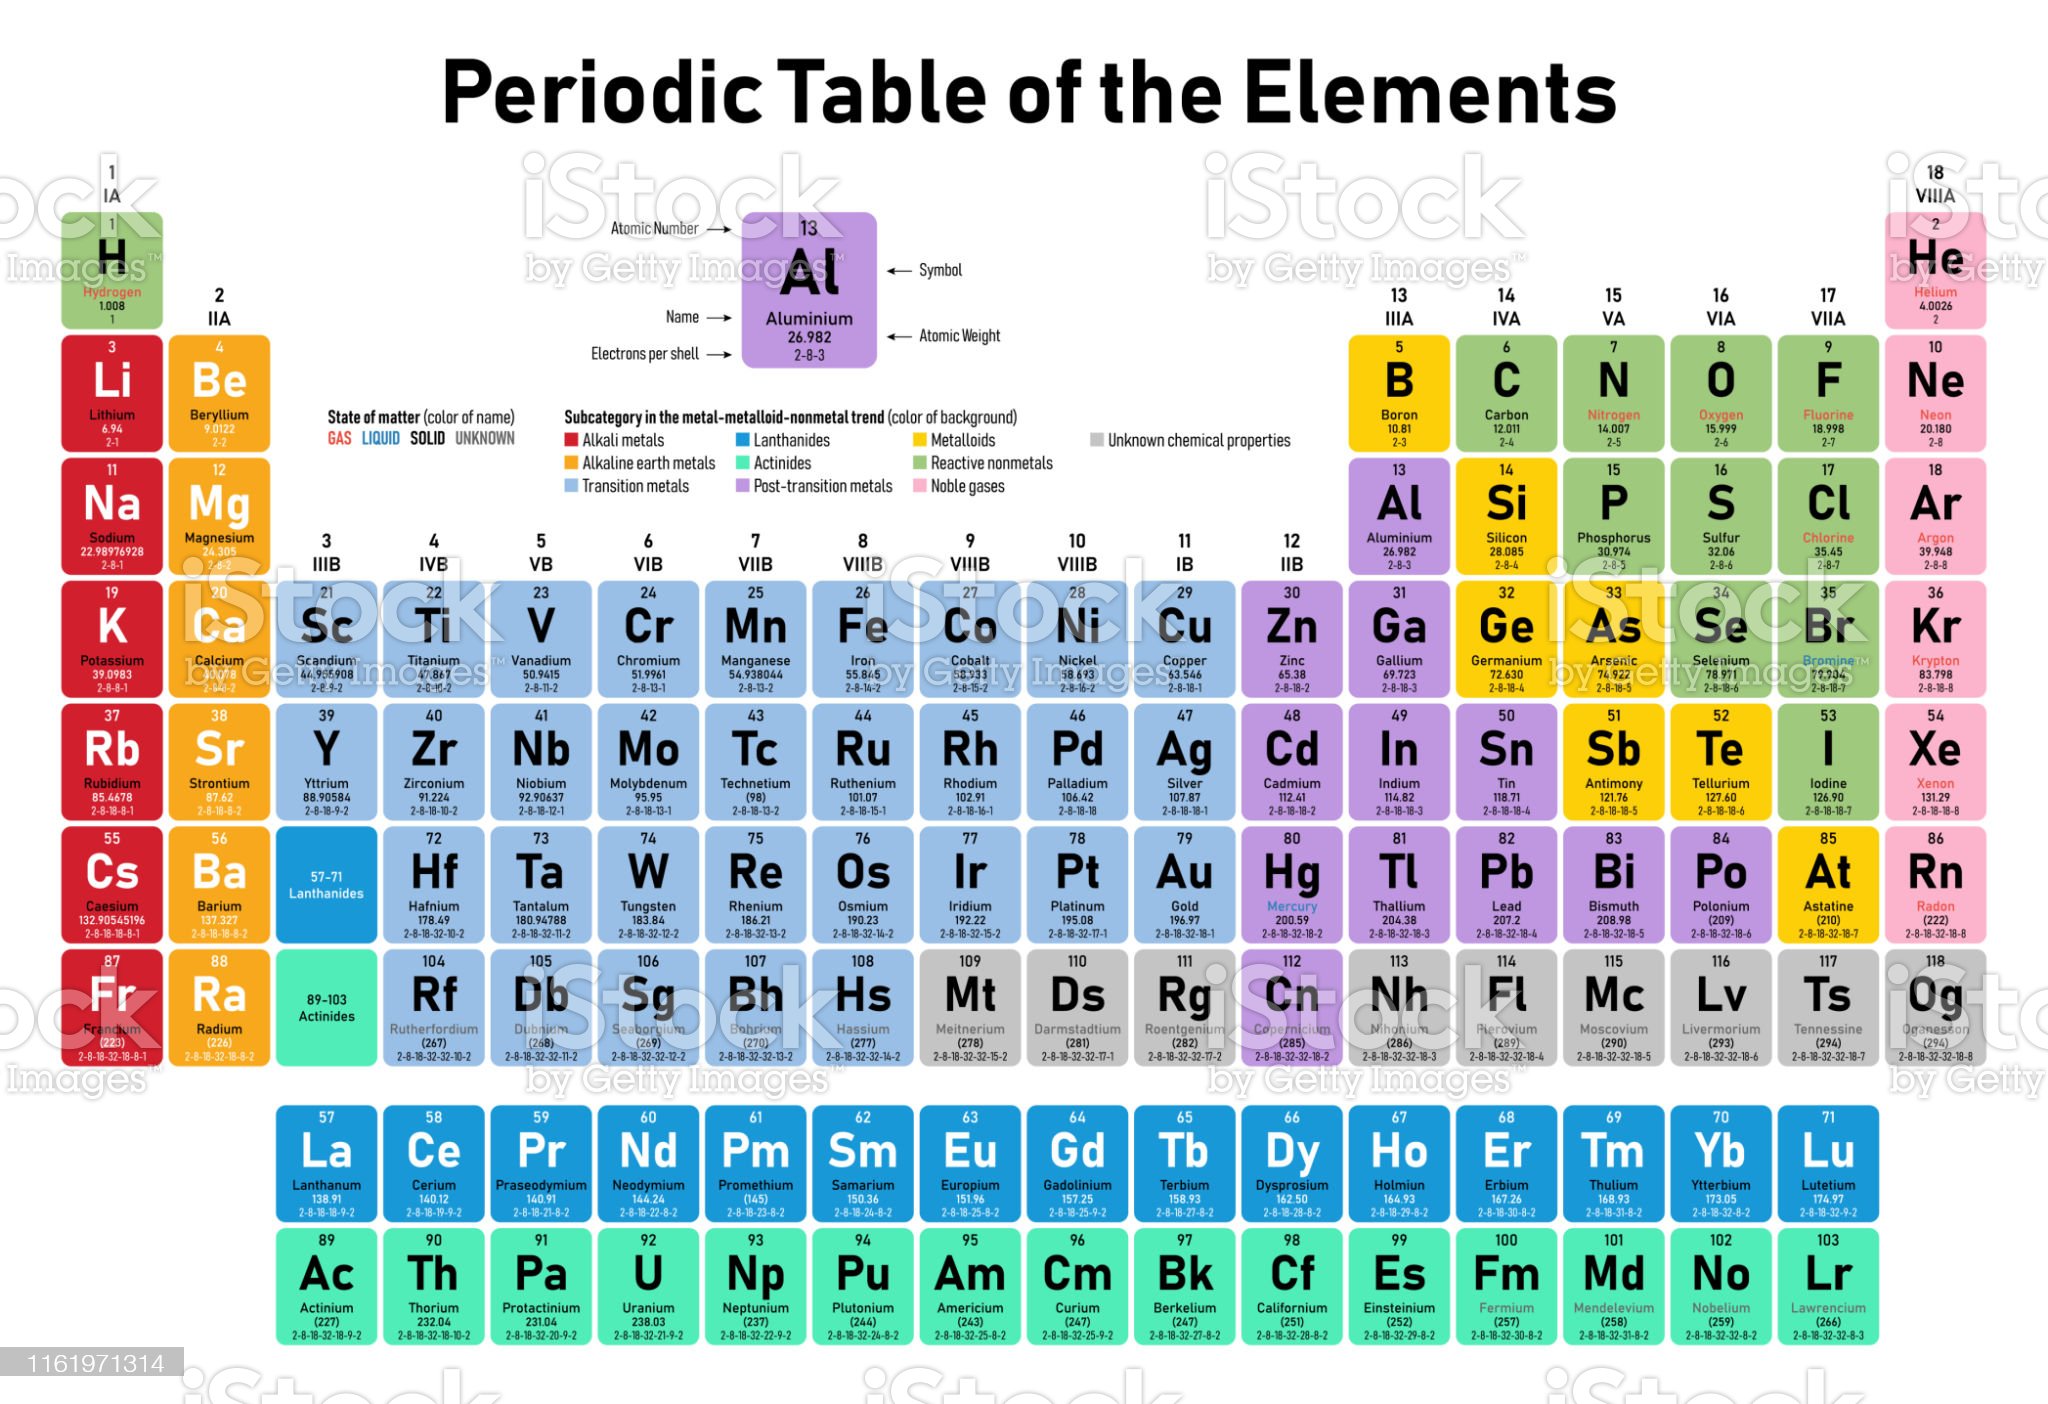 Periodic Table of the Elements
1
IA
18
VIIIA
1
H
Hydrogen
1.008
1
2
He
Helium
4.0026
2
Atomic Number
13
Al
Aluminium
26.982
2-8-3
Symbol
Name
Atomic Weight
Electrons per shell
2
IIA
13
IIIA
14
IVA
15
VA
16
VIA
17
VIIA
3
Li
Lithium
6.94
2-1
4
Be
Beryllium
9.0122
2-2
5
B
Boron
10.81
2-3
6
C
Carbon
12.011
2-4
7
N
Nitrogen
14.007
2-5
8
O
Oxygen
15.999
2-6
9
F
Fluorine
18.998
2-7
10
Ne
Neon
20.180
2-8
State of matter (color of name)
GAS LIQUID SOLID UNKNOWN
Subcategory in the metal-metalloid-nonmetal trend (color of background)
Alkali metals
Lanthanides
Metalloids
Unknown chemical properties
Alkaline earth metals
Actinides
Reactive nonmetals
Transition metals
Post-transition metals
Noble gases
11
Na
Sodium
22.98976928
2-8-1
12
Mg
Magnesium
24.305
2-8-2
13
Al
Aluminium
26.982
2-8-3
14
Si
Silicon
28.085
2-8-4
15
P
Phosphorus
30.974
2-8-5
16
S
Sulfur
32.06
2-8-6
17
Cl
Chlorine
35.45
2-8-7
18
Ar
Argon
39.948
2-8-8
3
IIIB
4
IVB
5
VB
6
VIB
7
VIIB
8
VIIIB
9
VIIIB
10
VIIIB
11
IB
12
IIB
19
K
Potassium
39.0983
2-8-8-1
20
Ca
Calcium
40.078
2-8-8-2
21
Sc
Scandium
44.955908
2-8-9-2
22
Ti
Titanium
47.867
2-8-10-2
23
V
Vanadium
50.9415
2-8-11-2
24
Cr
Chromium
51.9961
2-8-13-1
25
Mn
Manganese
54.938044
2-8-13-2
26
Fe
Iron
55.845
2-8-14-2
27
Co
Cobalt
58.933
2-8-15-2
28
Ni
Nickel
58.693
2-8-16-2
29
Cu
Copper
63.546
2-8-18-1
30
Zn
Zinc
65.38
2-8-18-2
31
Ga
Gallium
69.723
2-8-18-3
32
Ge
Germanium
72.630
2-8-18-4
33
As
Arsenic
74.922
2-8-18-5
34
Se
Selenium
78.971
2-8-18-6
35
Br
Bromine
79.904
2-8-18-7
36
Kr
Krypton
83.798
2-8-18-8
37
Rb
Rubidium
85.4678
2-8-18-8-1
38
Sr
Strontium
87.62
2-8-18-8-2
39
Y
Yttrium
88.90584
2-8-18-9-2
40
Zr
Zirconium
91.224
2-8-18-10-2
41
Nb
Niobium
92.90637
2-8-18-12-1
42
Mo
Molybdenum
95.95
2-8-18-13-1
43
Tc
Technetium
(98)
2-8-18-13-2
44
Ru
Ruthenium
101.07
2-8-18-15-1
45
Rh
Rhodium
102.91
2-8-18-16-1
46
Pd
Palladium
106.42
2-8-18-18
47
Ag
Silver
107.87
2-8-18-18-1
48
Cd
Cadmium
112.41
2-8-18-18-2
49
In
Indium
114.82
2-8-18-18-3
50
Sn
Tin
118.71
2-8-18-18-4
51
Sb
Antimony
121.76
2-8-18-18-5
52
Te
Tellurium
127.60
2-8-18-18-6
53
I
Iodine
126.90
2-8-18-18-7
54
Xe
Xenon
131.29
2-8-18-18-8
55
Cs
Caesium
132.90545196
2-8-18-18-8-1
56
Ba
Barium
137.327
2-8-18-18-8-2
57-71
Lanthanides
72
Hf
Hafnium
178.49
2-8-18-32-10-2
73
Ta
Tantalum
180.94788
2-8-18-32-11-2
74
W
Tungsten
183.84
2-8-18-32-12-2
75
Re
Rhenium
186.21
2-8-18-32-13-2
76
Os
Osmium
190.23
2-8-18-32-14-2
77
Ir
Iridium
192.22
2-8-18-32-15-2
78
Pt
Platinum
195.08
2-8-18-32-17-1
79
Au
Gold
196.97
2-8-18-32-18-1
80
Hg
Mercury
200.59
2-8-18-32-18-2
81
Tl
Thallium
204.38
2-8-18-32-18-3
82
Pb
Lead
207.2
2-8-18-32-18-4
83
Bi
Bismuth
208.98
2-8-18-32-18-5
84
Po
Polonium
(209)
2-8-18-32-18-6
85
At
Astatine
(210)
2-8-18-32-18-7
86
Rn
Radon
(222)
2-8-18-32-18-8
87
Fr
Francium
(223)
2-8-18-32-18-8-1
88
Ra
Radium
(226)
2-8-18-32-18-8-2
89-103
Actinides
104
Rf
Rutherfordium
(267)
2-8-18-32-32-10-2
105
Db
Dubnium
(268)
2-8-18-32-32-11-2
106
Sg
Seaborgium
(269)
2-8-18-32-32-12-2
107
Bh
Bohrium
(270)
2-8-18-32-32-13-2
108
Hs
Hassium
(277)
2-8-18-32-32-14-2
109
Mt
Meitnerium
(278)
2-8-18-32-32-15-2
110
Ds
Darmstadtium
(281)
2-8-18-32-32-17-1
111
Rg
Roentgenium
(282)
2-8-18-32-32-17-2
112
Cn
Copernicium
(285)
2-8-18-32-32-18-2
113
Nh
Nihonium
(286)
2-8-18-32-32-18-3
114
Fl
Flerovium
(289)
2-8-18-32-32-18-4
115
Mc
Moscovium
(290)
2-8-18-32-32-18-5
116
Lv
Livermorium
(293)
2-8-18-32-32-18-6
117
Ts
Tennessine
(294)
2-8-18-32-32-18-7
118
Og
Oganesson
(294)
2-8-18-32-32-18-8
57
La
Lanthanum
138.91
2-8-18-18-9-2
58
Ce
Cerium
140.12
2-8-18-19-9-2
59
Pr
Praseodymium
140.91
2-8-18-21-8-2
60
Nd
Neodymium
144.24
2-8-18-22-8-2
61
Pm
Promethium
(145)
2-8-18-23-8-2
62
Sm
Samarium
150.36
2-8-18-24-8-2
63
Eu
Europium
151.96
2-8-18-25-8-2
64
Gd
Gadolinium
157.25
2-8-18-25-9-2
65
Tb
Terbium
158.93
2-8-18-27-8-2
66
Dy
Dysprosium
162.50
2-8-18-28-8-2
67
Ho
Holmiun
164.93
2-8-18-29-8-2
68
Er
Erbium
167.26
2-8-18-30-8-2
69
Tm
Thulium
168.93
2-8-18-31-8-2
70
Yb
Ytterbium
173.05
2-8-18-32-8-2
71
Lu
Lutetium
174.97
2-8-18-32-9-2
89
Ac
Actinium
(227)
2-8-18-32-18-9-2
90
Th
Thorium
232.04
2-8-18-32-18-10-2
91
Pa
Protactinium
231.04
2-8-18-32-20-9-2
92
U
Uranium
238.03
2-8-18-32-21-9-2
93
Np
Neptunium
(237)
2-8-18-32-22-9-2
94
Pu
Plutonium
(244)
2-8-18-32-24-8-2
95
Am
Americium
(243)
2-8-18-32-25-8-2
96
Cm
Curium
(247)
2-8-18-32-25-9-2
97
Bk
Berkelium
(247)
2-8-18-32-27-8-2
98
Cf
Californium
(251)
2-8-18-32-28-8-2
99
Es
Einsteinium
(252)
2-8-18-32-29-8-2
100
Fm
Fermium
(257)
2-8-18-32-30-8-2
101
Md
Mendelevium
(258)
2-8-18-32-31-8-2
102
No
Nobelium
(259)
2-8-18-32-32-8-2
103
Lr
Lawrencium
(266)
2-8-18-32-32-8-3
iStock
by Getty Images™
1161971314